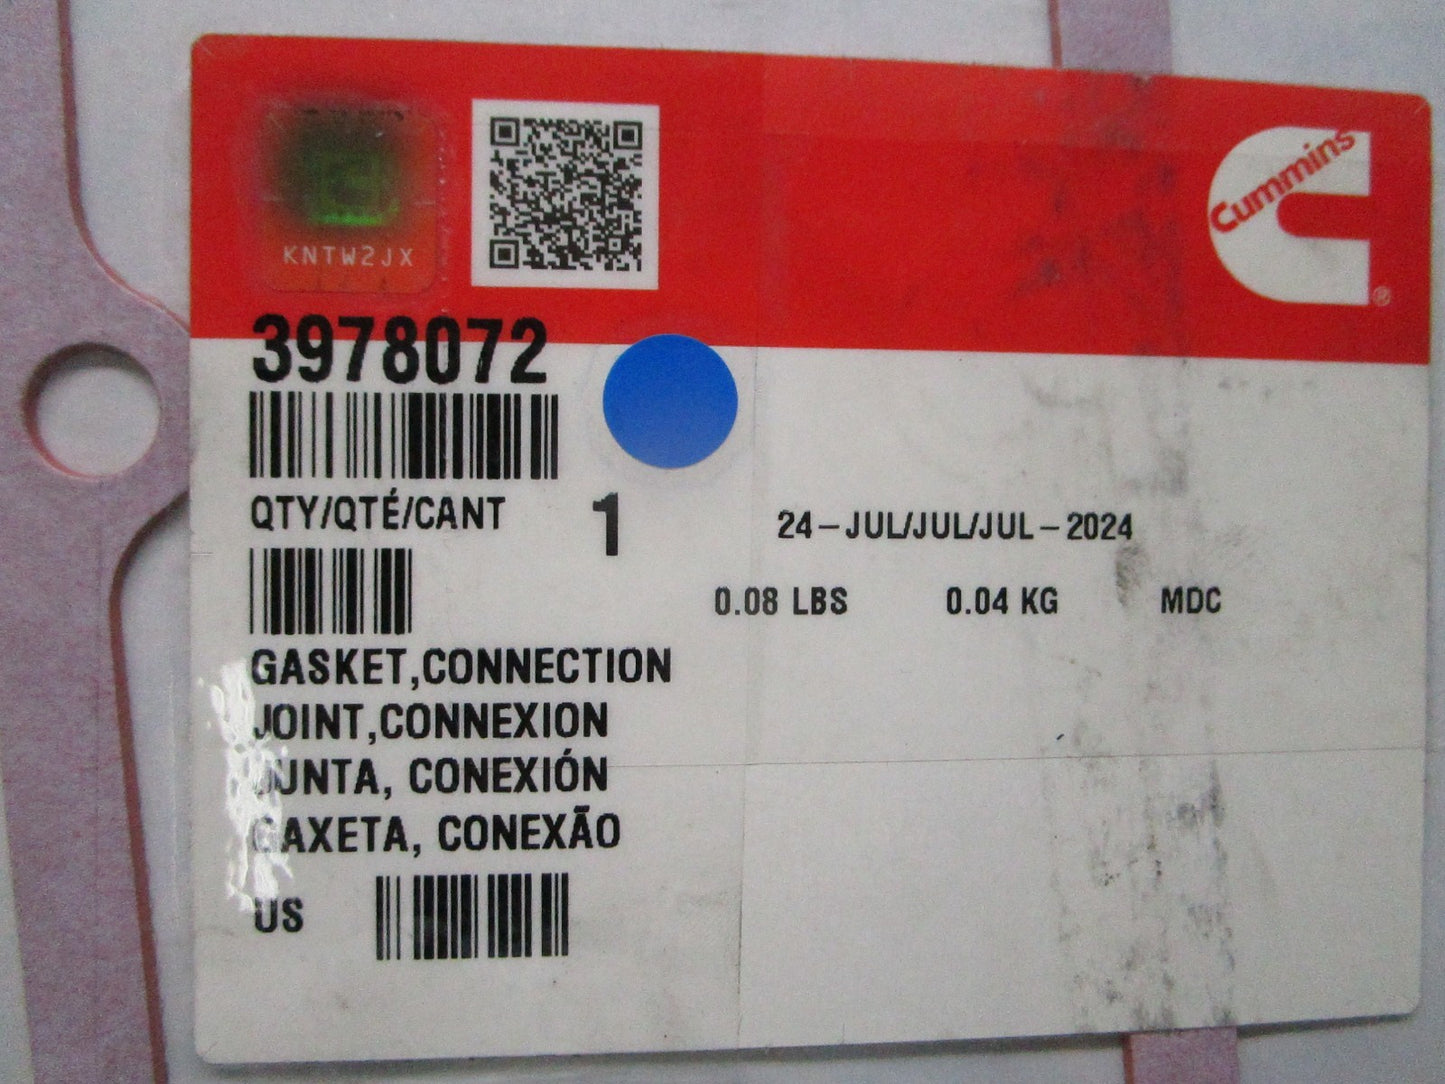 Cummins
®
KNTW2JX
3978072
QTY/QTÉ/CANT 1
24-JUL/JUL/JUL-2024
0.08 LBS 0.04 KG MDC
GASKET,CONNECTION
JOINT,CONNEXION
JUNTA, CONEXIÓN
GAXETA, CONEXÃO
US